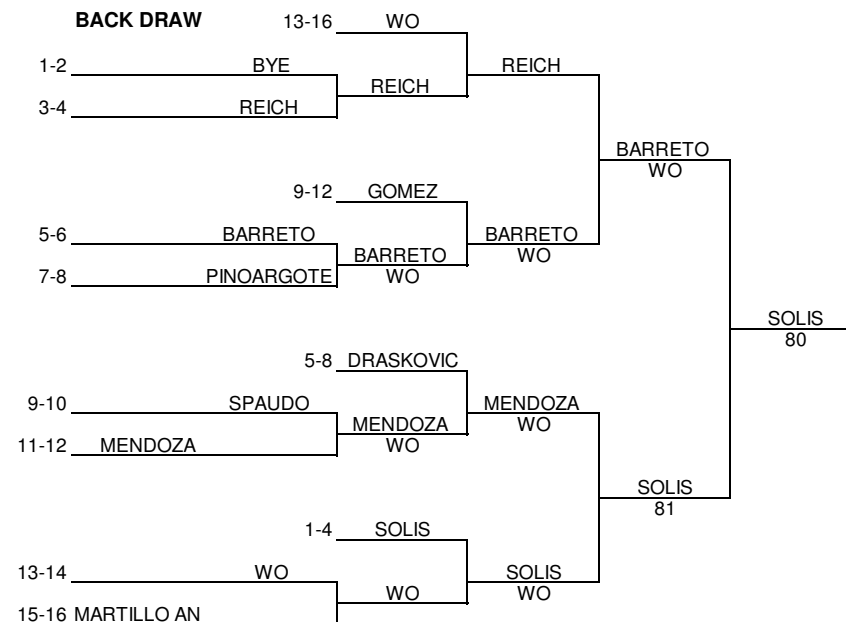 BACK DRAW
13-16 WO
1-2 BYE REICH
REICH
3-4 REICH
BARRETO
WO
9-12 GOMEZ
5-6 BARRETO BARRETO
BARRETO WO
7-8 PINOARGOTE WO
SOLIS
80
5-8 DRASKOVIC
9-10 SPAUDO MENDOZA
MENDOZA WO
11-12 MENDOZA WO
SOLIS
81
1-4 SOLIS
13-14 WO SOLIS
WO WO
15-16 MARTILLO AN